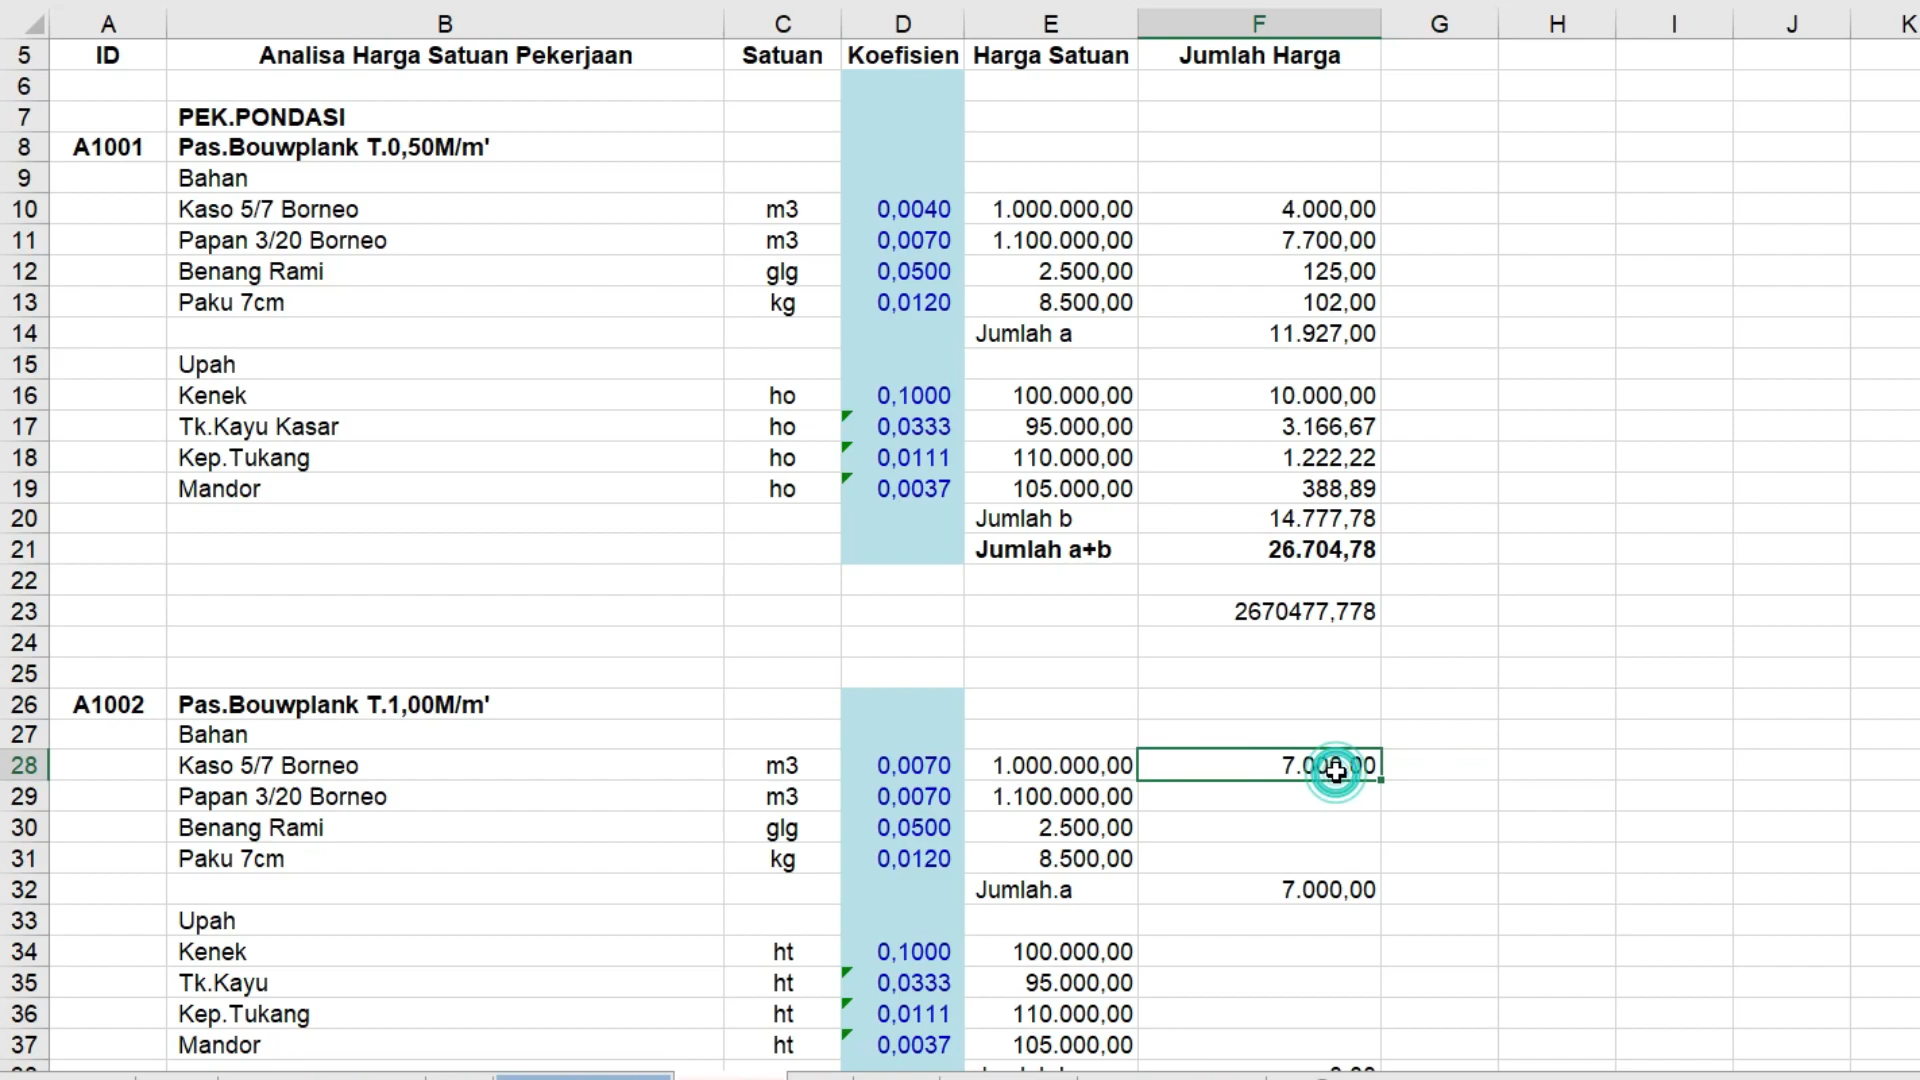 A B C D E F G H I J K
5 ID Analisa Harga Satuan Pekerjaan Satuan Koefisien Harga Satuan Jumlah Harga
6
7 PEK.PONDASI
8 A1001 Pas.Bouwplank T.0,50M/m'
9 Bahan
10 Kaso 5/7 Borneo m3 0,0040 1.000.000,00 4.000,00
11 Papan 3/20 Borneo m3 0,0070 1.100.000,00 7.700,00
12 Benang Rami glg 0,0500 2.500,00 125,00
13 Paku 7cm kg 0,0120 8.500,00 102,00
14 Jumlah a 11.927,00
15 Upah
16 Kenek ho 0,1000 100.000,00 10.000,00
17 Tk.Kayu Kasar ho 0,0333 95.000,00 3.166,67
18 Kep.Tukang ho 0,0111 110.000,00 1.222,22
19 Mandor ho 0,0037 105.000,00 388,89
20 Jumlah b 14.777,78
21 Jumlah a+b 26.704,78
22
23 2670477,778
24
25
26 A1002 Pas.Bouwplank T.1,00M/m'
27 Bahan
28 Kaso 5/7 Borneo m3 0,0070 1.000.000,00 7.000,00
29 Papan 3/20 Borneo m3 0,0070 1.100.000,00
30 Benang Rami glg 0,0500 2.500,00
31 Paku 7cm kg 0,0120 8.500,00
32 Jumlah.a 7.000,00
33 Upah
34 Kenek ht 0,1000 100.000,00
35 Tk.Kayu ht 0,0333 95.000,00
36 Kep.Tukang ht 0,0111 110.000,00
37 Mandor ht 0,0037 105.000,00